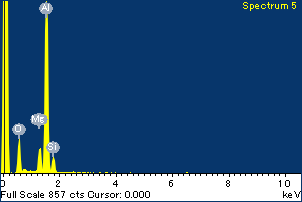 Spectrum 5
Al
O
Mg
Si
0 2 4 6 8 10
Full Scale 857 cts Cursor: 0.000 keV